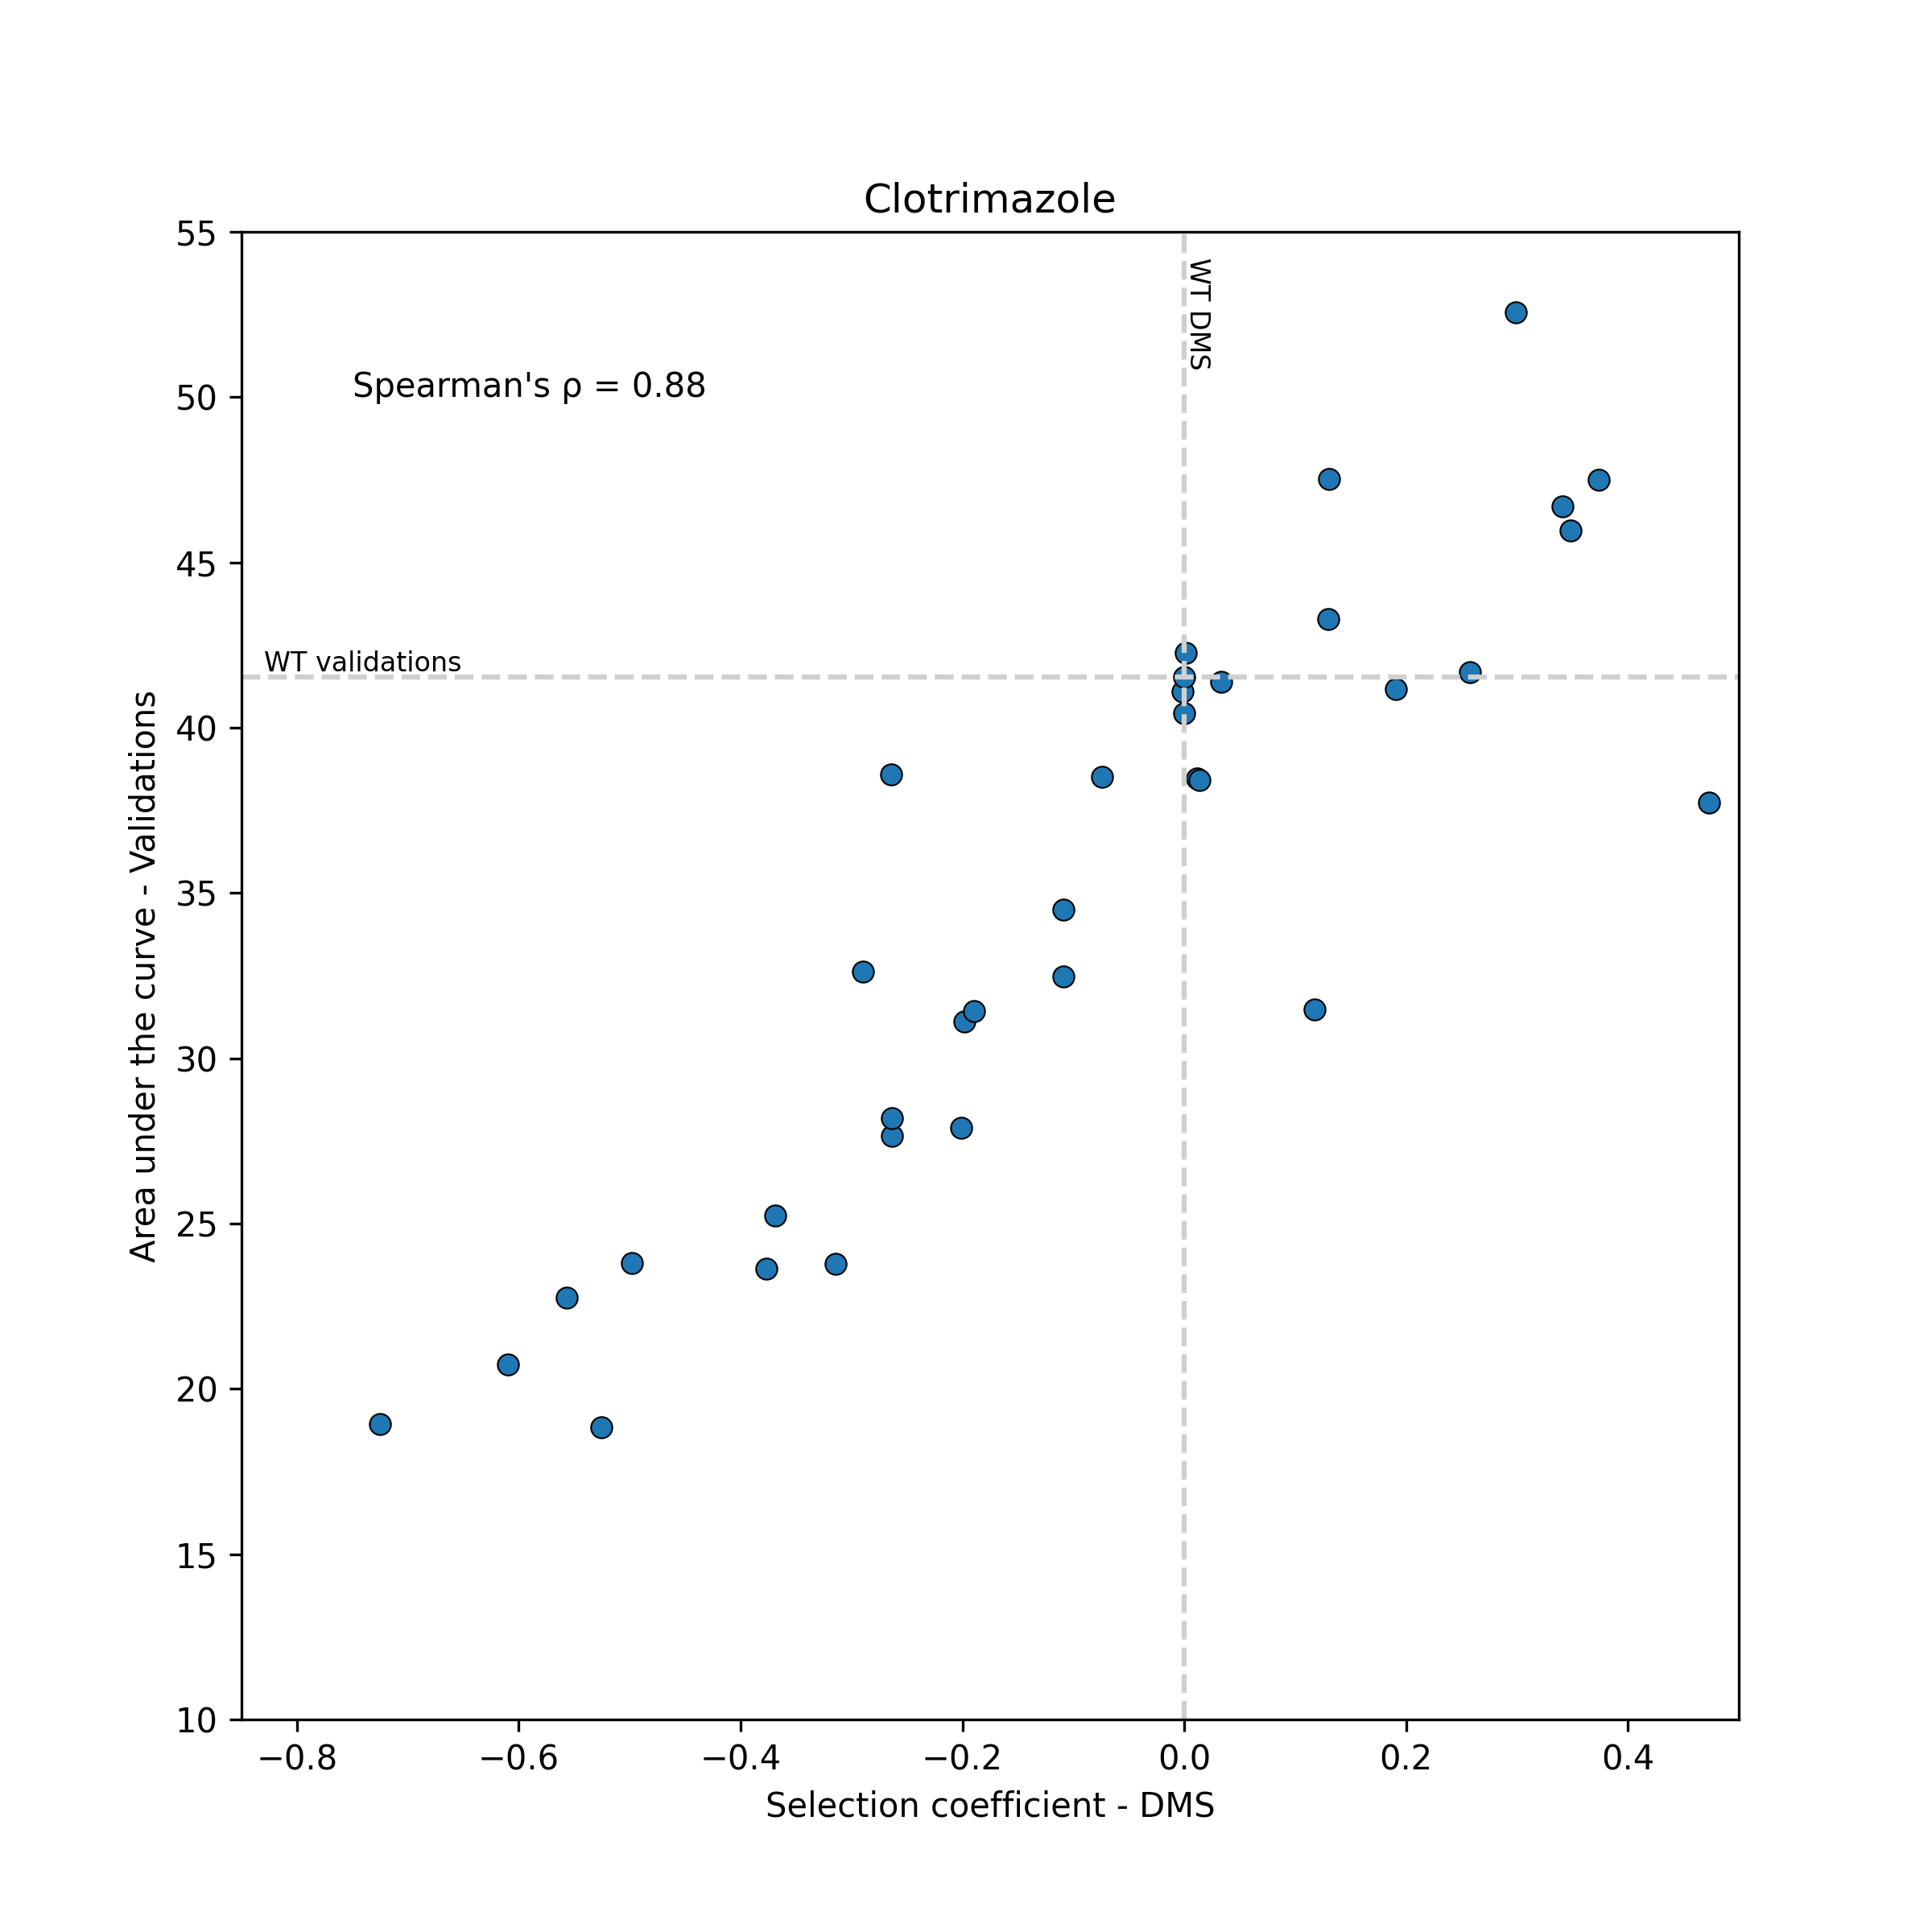 Clotrimazole
55
WT DMS
Spearman's ρ = 0.88
50
45
WT validations
40
35
30
25
20
15
10
Area under the curve - Validations
−0.8 −0.6 −0.4 −0.2 0.0 0.2 0.4
Selection coefficient - DMS